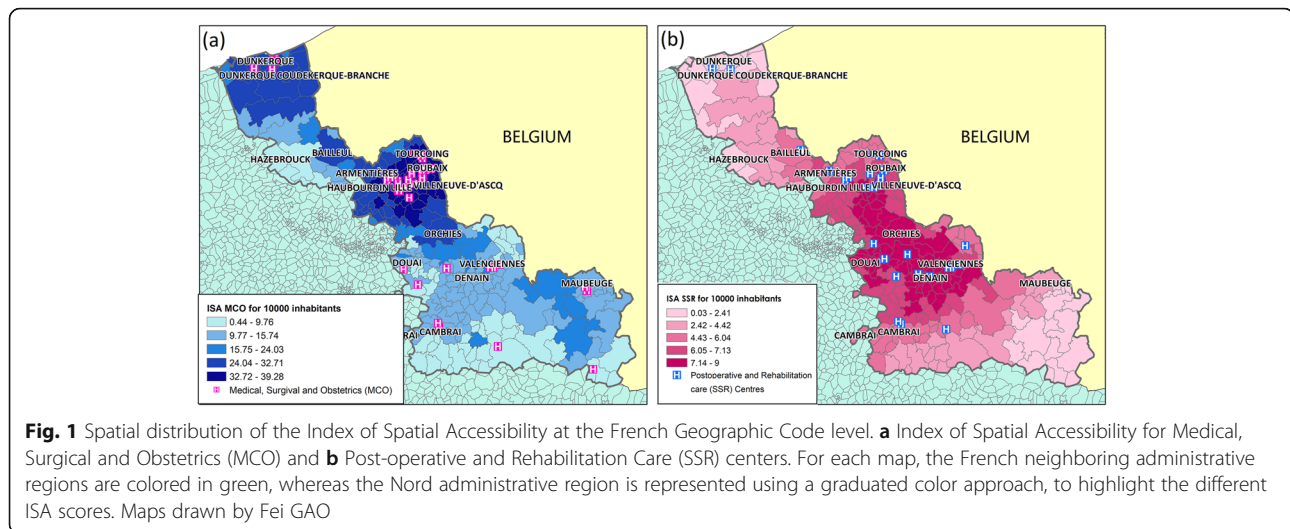 (a)
DUNKERQUE
DUNKERQUE COUDEKERQUE-BRANCHE
BELGIUM
HAZEBROUCK
BAILLEUL
TOURCOING
ARMENTIÈRES
ROUBAIX
HAUBOURDIN LILLE VILLENEUVE-D'ASCQ
ORCHIES
DOUAI
VALENCIENNES
DENAIN
MAUBEUGE
CAMBRAI CAMBRAI
ISA MCO for 10000 inhabitants
0.44 - 9.76
9.77 - 15.74
15.75 - 24.03
24.04 - 32.71
32.72 - 39.28
H Medical, Surgival and Obstetrics (MCO)
(b)
DUNKERQUE
DUNKERQUE COUDEKERQUE-BRANCHE
BELGIUM
HAZEBROUCK
BAILLEUL
TOURCOING
ARMENTIÈRES
ROUBAIX
HAUBOURDIN LILLE VILLENEUVE-D'ASCQ
ORCHIES
DOUAI
VALENCIENNES
DENAIN
MAUBEUGE
CAMBRAI CAMBRAI
ISA SSR for 10000 inhabitants
0.03 - 2.41
2.42 - 4.42
4.43 - 6.04
6.05 - 7.13
7.14 - 9
H Postoperative and Rehabilitation
care (SSR) Centres
Fig. 1 Spatial distribution of the Index of Spatial Accessibility at the French Geographic Code level. a Index of Spatial Accessibility for Medical,
Surgical and Obstetrics (MCO) and b Post-operative and Rehabilitation Care (SSR) centers. For each map, the French neighboring administrative
regions are colored in green, whereas the Nord administrative region is represented using a graduated color approach, to highlight the different
ISA scores. Maps drawn by Fei GAO